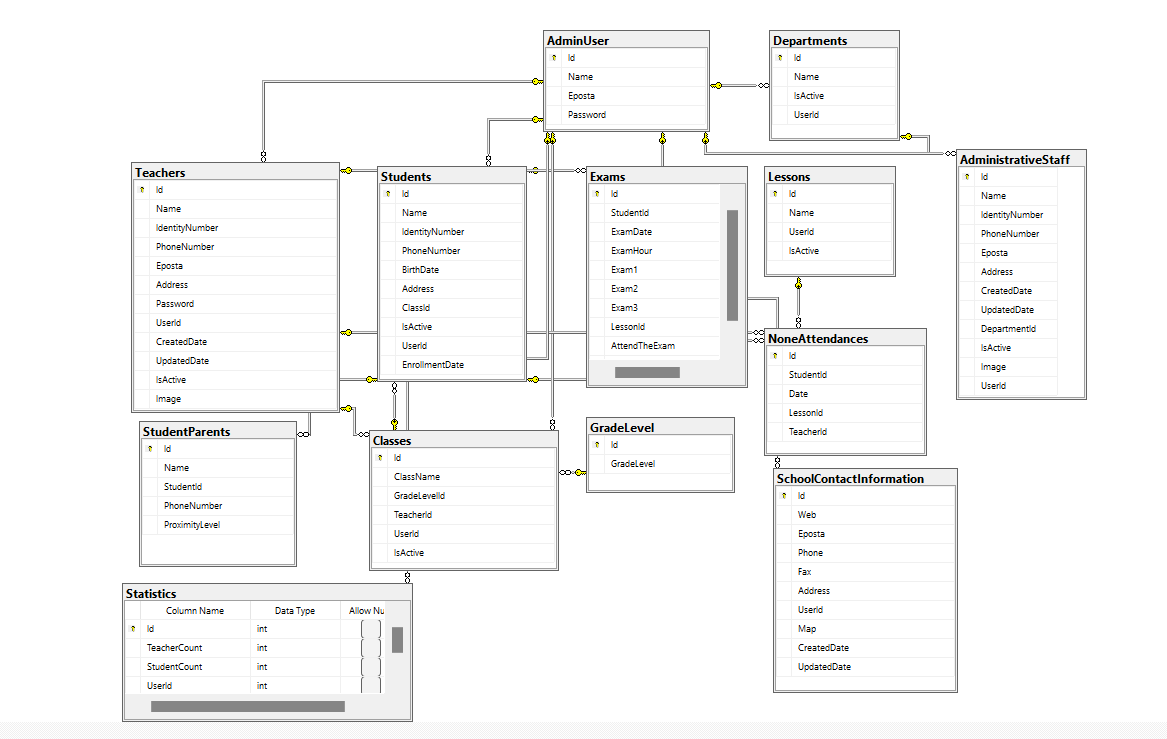 AdminUser
Id
Name
Eposta
Password
Departments
Id
Name
IsActive
UserId
Teachers
Id
Name
IdentityNumber
PhoneNumber
Eposta
Address
Password
UserId
CreatedDate
UpdatedDate
IsActive
Image
Students
Id
Name
IdentityNumber
PhoneNumber
BirthDate
Address
ClassId
IsActive
UserId
EnrollmentDate
Exams
Id
StudentId
ExamDate
ExamHour
Exam1
Exam2
Exam3
LessonId
AttendTheExam
Lessons
Id
Name
UserId
IsActive
AdministrativeStaff
Id
Name
IdentityNumber
PhoneNumber
Eposta
Address
CreatedDate
UpdatedDate
DepartmentId
IsActive
Image
UserId
NoneAttendances
Id
StudentId
Date
LessonId
TeacherId
StudentParents
Id
Name
StudentId
PhoneNumber
ProximityLevel
Classes
Id
ClassName
GradeLevelId
TeacherId
UserId
IsActive
GradeLevel
Id
GradeLevel
SchoolContactInformation
Id
Web
Eposta
Phone
Fax
Address
UserId
Map
CreatedDate
UpdatedDate
Statistics
Column Name Data Type Allow Nu
Id int
TeacherCount int
StudentCount int
UserId int